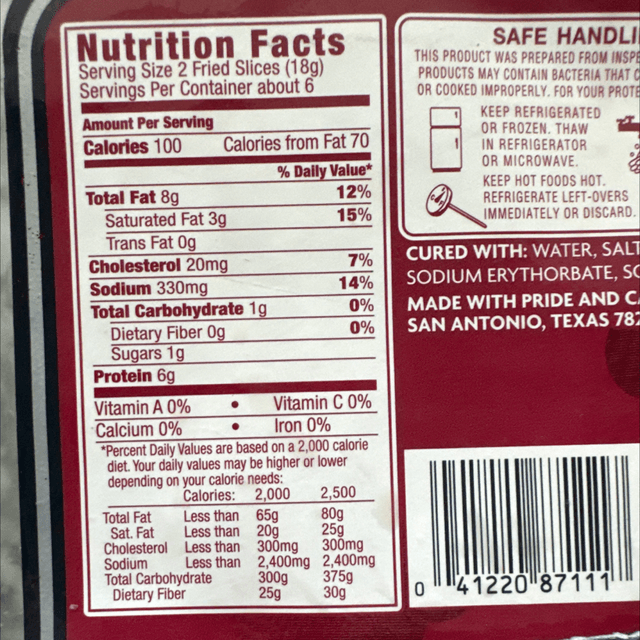 Nutrition Facts
Serving Size 2 Fried Slices (18g)
Servings Per Container about 6
Amount Per Serving
Calories 100 Calories from Fat 70
% Daily Value*
Total Fat 8g 12%
Saturated Fat 3g 15%
Trans Fat 0g
Cholesterol 20mg 7%
Sodium 330mg 14%
Total Carbohydrate 1g 0%
Dietary Fiber 0g 0%
Sugars 1g
Protein 6g
Vitamin A 0% • Vitamin C 0%
Calcium 0% • Iron 0%
*Percent Daily Values are based on a 2,000 calorie
diet. Your daily values may be higher or lower
depending on your calorie needs:
Calories: 2,000 2,500
Total Fat Less than 65g 80g
Sat. Fat Less than 20g 25g
Cholesterol Less than 300mg 300mg
Sodium Less than 2,400mg 2,400mg
Total Carbohydrate 300g 375g
Dietary Fiber 25g 30g
SAFE
THIS PRODUCT WAS PREPARED FROM
PRODUCTS MAY CONTAIN BACTERIA THAT
OR COOKED IMPROPERLY. FOR YOUR
KEEP REFRIGERATED
OR FROZEN. THAW
IN REFRIGERATOR
OR MICROWAVE.
KEEP HOT FOODS HOT.
REFRIGERATE LEFT-OVERS
IMMEDIATELY OR DISCARD.
CURED WITH: WATER, SALT
SODIUM ERYTHORBATE,
MADE WITH PRIDE AND
SAN ANTONIO, TEXAS 782
0 41220 87111